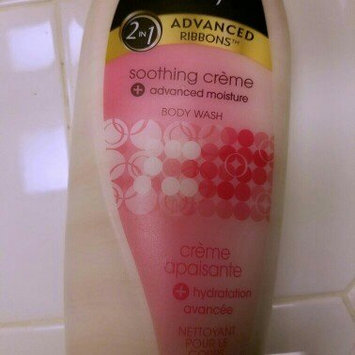 2 IN 1
ADVANCED
RIBBONS™
soothing crème
+ advanced moisture
BODY WASH
crème
apaisante
+ hydratation
avancée
NETTOYANT
POUR LE